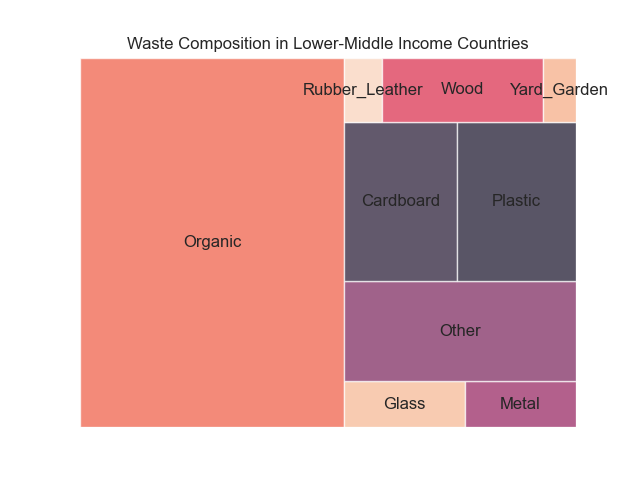 Waste Composition in Lower-Middle Income Countries
Rubber_Leather
Wood
Yard_Garden
Cardboard
Plastic
Organic
Other
Glass
Metal